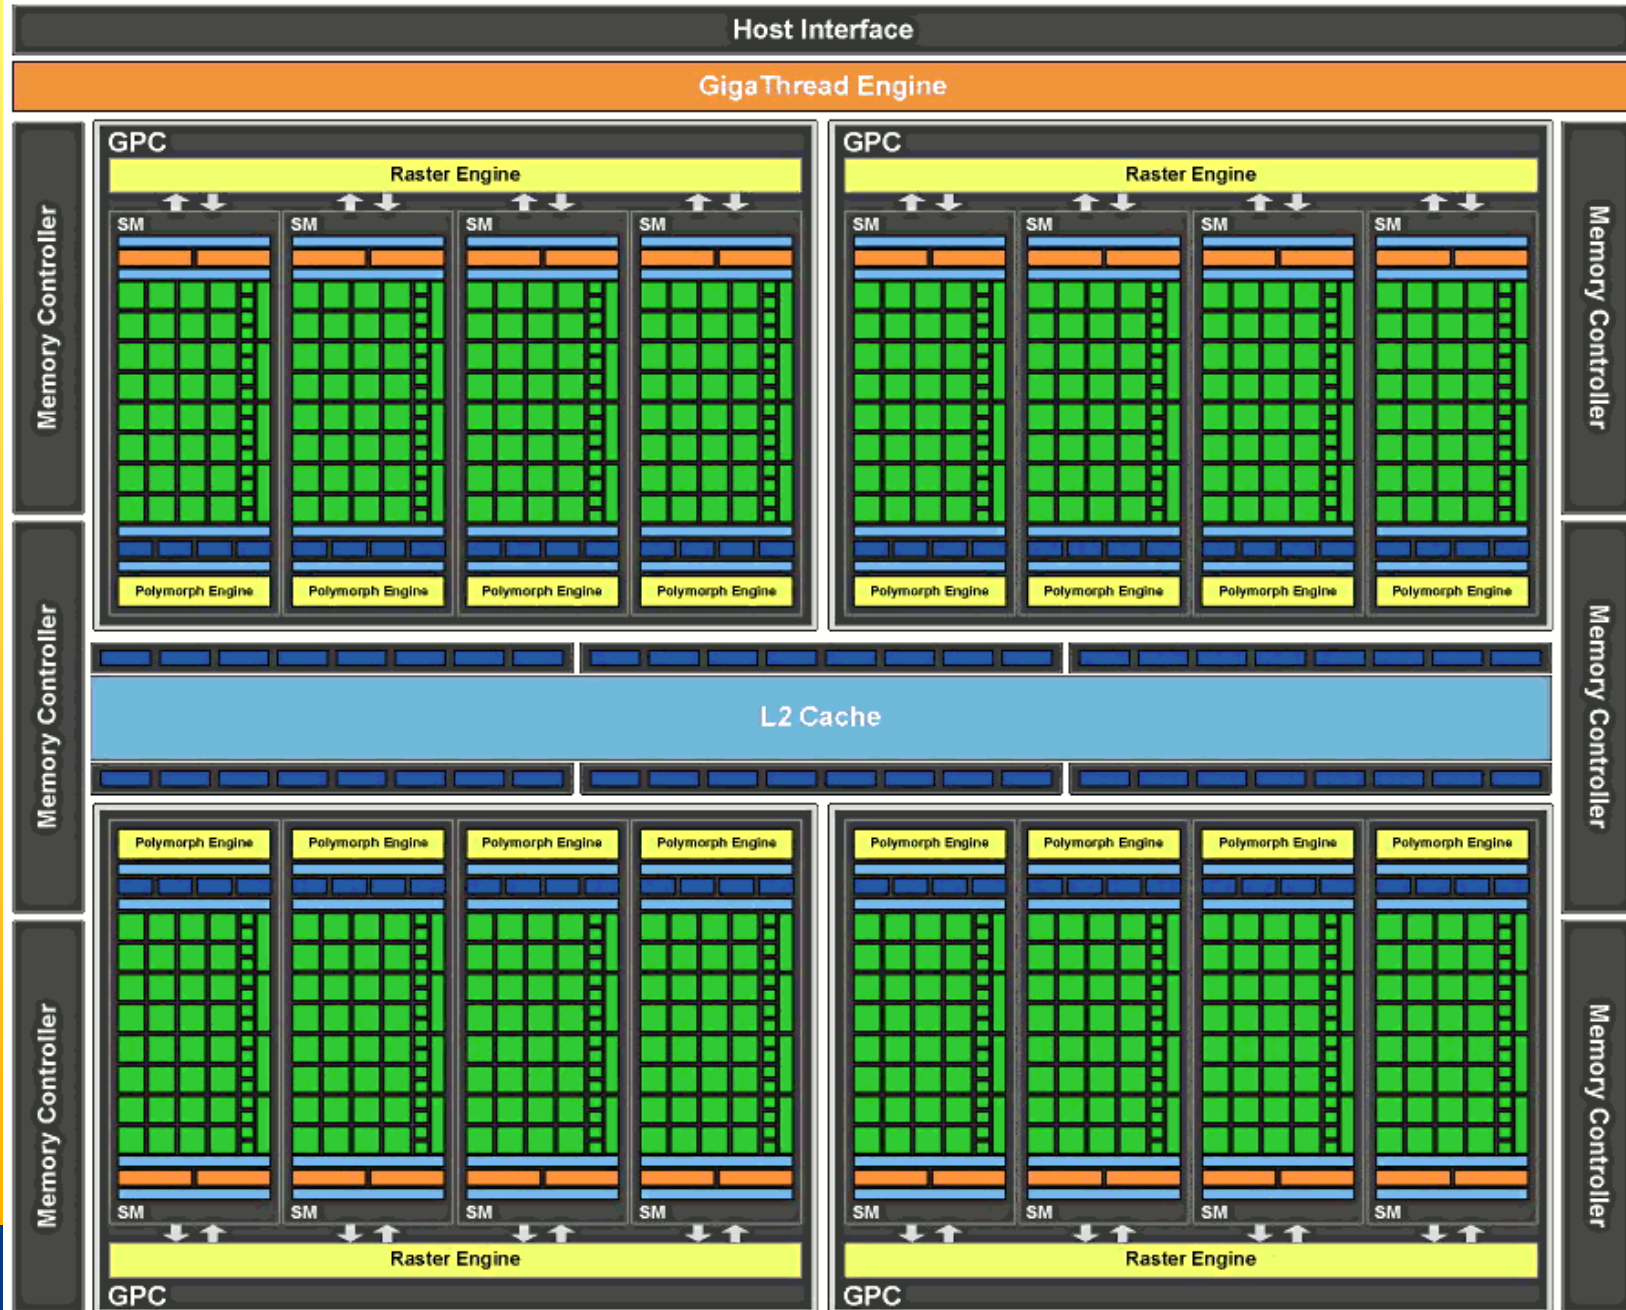 Host Interface
GigaThread Engine
GPC
GPC
Raster Engine
Raster Engine
SM
SM
SM
SM
SM
SM
SM
SM
Memory Controller
Memory Controller
Polymorph Engine
Polymorph Engine
Polymorph Engine
Polymorph Engine
Polymorph Engine
Polymorph Engine
Polymorph Engine
Polymorph Engine
L2 Cache
Memory Controller
Memory Controller
Polymorph Engine
Polymorph Engine
Polymorph Engine
Polymorph Engine
Polymorph Engine
Polymorph Engine
Polymorph Engine
Polymorph Engine
Memory Controller
Memory Controller
SM
SM
SM
SM
SM
SM
SM
SM
Raster Engine
Raster Engine
GPC
GPC